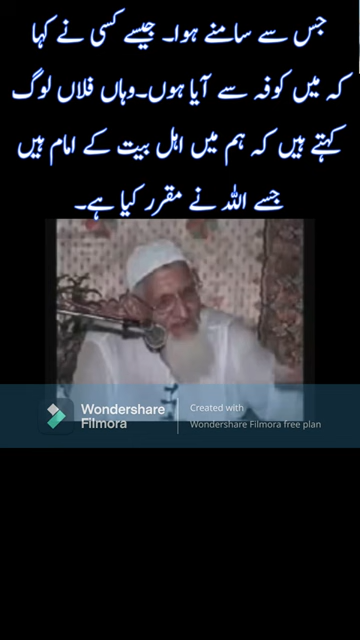 جس سے سامنے ہوا۔ جیسے کسی نے کہا
کہ میں کوفہ سے آیا ہوں۔وہاں فلاں لوگ
کہتے ہیں کہ ہم میں اہل بیت کے امام ہیں
جسے اللہ نے مقرر کیا ہے۔
Wondershare
Filmora
Created with
Wondershare Filmora free plan